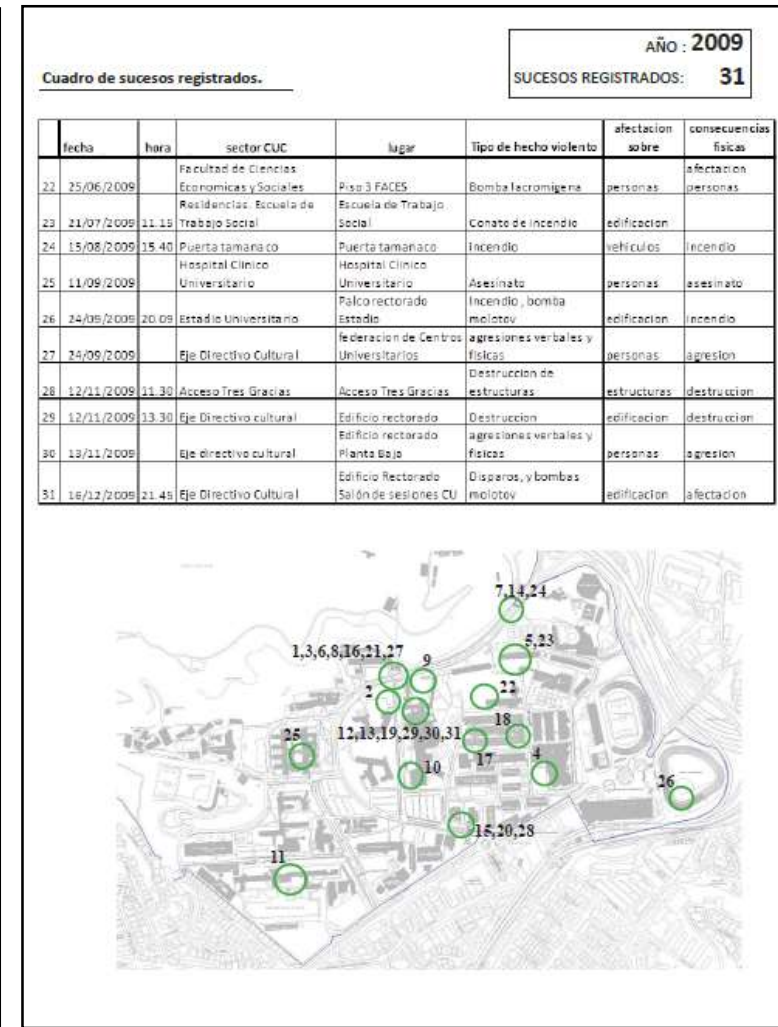 AÑO : 2009
Cuadro de sucesos registrados.
SUCESOS REGISTRADOS: 31
fecha hora sector CUC lugar Tipo de hecho violento afectacion sobre consecuencias fisicas
22 25/06/2009 Facultad de Ciencias Economicas y Sociales Piso 3 FACES Bomba lacromigena personas afectacion personas
23 21/07/2009 11.15 Residencias. Escuela de Trabajo Social Escuela de Trabajo Social Conato de incendio edificacion
24 15/08/2009 15.40 Puerta tamanaco Puerta tamanaco Incendio vehiculos incendio
25 11/09/2009 Hospital Clinico Universitario Hospital Clinico Universitario Asesinato personas asesinato
26 24/09/2009 20.09 Estadio Universitario Palco rectorado Estadio Incendio , bomba molotov edificacion incendio
27 24/09/2009 Eje Directivo Cultural federacion de Centros Universitarios agresiones verbales y fisicas personas agresion
28 12/11/2009 11.30 Acceso Tres Gracias Acceso Tres Gracias Destruccion de estructuras estructuras destruccion
29 12/11/2009 13.30 Eje Directivo cultural Edificio rectorado Destruccion edificacion destruccion
30 13/11/2009 Eje directivo cultural Edificio rectorado Planta Baja agresiones verbales y fisicas personas agresion
31 16/12/2009 21.45 Eje Directivo Cultural Edificio Rectorado Salón de sesiones CU Disparos, y bombas molotov edificacion afectacion
7,14,24
5,23
1,3,6,8,16,21,27
9
2
22
12,13,19,29,30,31
18
25
17
10
4
26
15,20,28
11